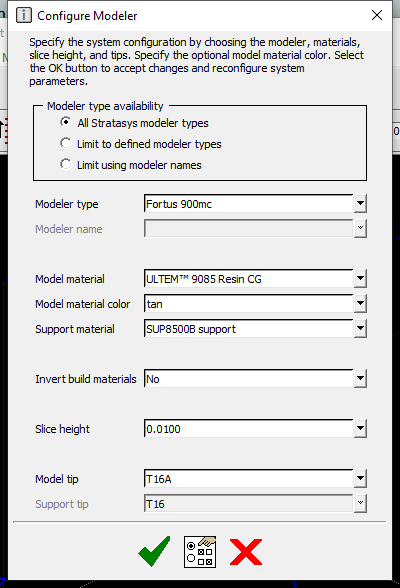 Configure Modeler
Specify the system configuration by choosing the modeler, materials,
slice height, and tips. Specify the optional model material color. Select
the OK button to accept changes and reconfigure system
parameters.
Modeler type availability
All Stratasys modeler types
Limit to defined modeler types
Limit using modeler names
Modeler type Fortus 900mc
Modeler name
Model material ULTEM™ 9085 Resin CG
Model material color tan
Support material SUP8500B support
Invert build materials No
Slice height 0.0100
Model tip T16A
Support tip T16